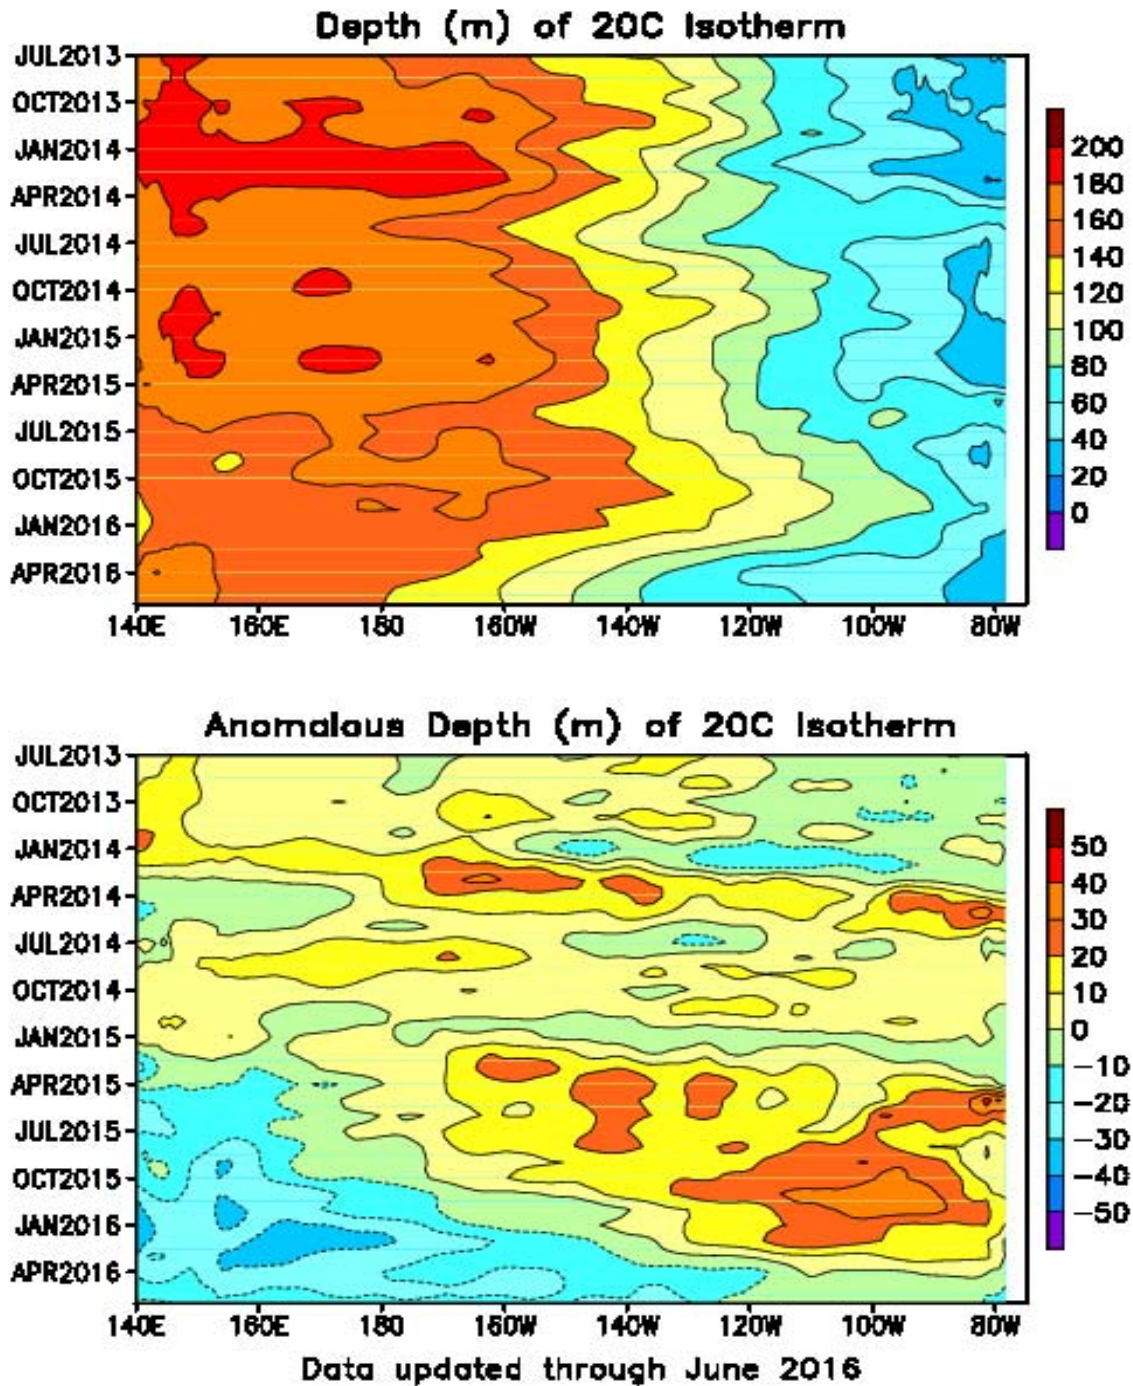 Depth (m) of 20C Isotherm
JUL2013
OCT2013
JAN2014
APR2014
JUL2014
OCT2014
JAN2015
APR2015
JUL2015
OCT2015
JAN2016
APR2016
140E 160E 180 160W 140W 120W 100W 80W
200
180
160
140
120
100
80
60
40
20
0
Anomalous Depth (m) of 20C Isotherm
JUL2013
OCT2013
JAN2014
APR2014
JUL2014
OCT2014
JAN2015
APR2015
JUL2015
OCT2015
JAN2016
APR2016
140E 160E 180 160W 140W 120W 100W 80W
50
40
30
20
10
0
-10
-20
-30
-40
-50
Data updated through June 2016